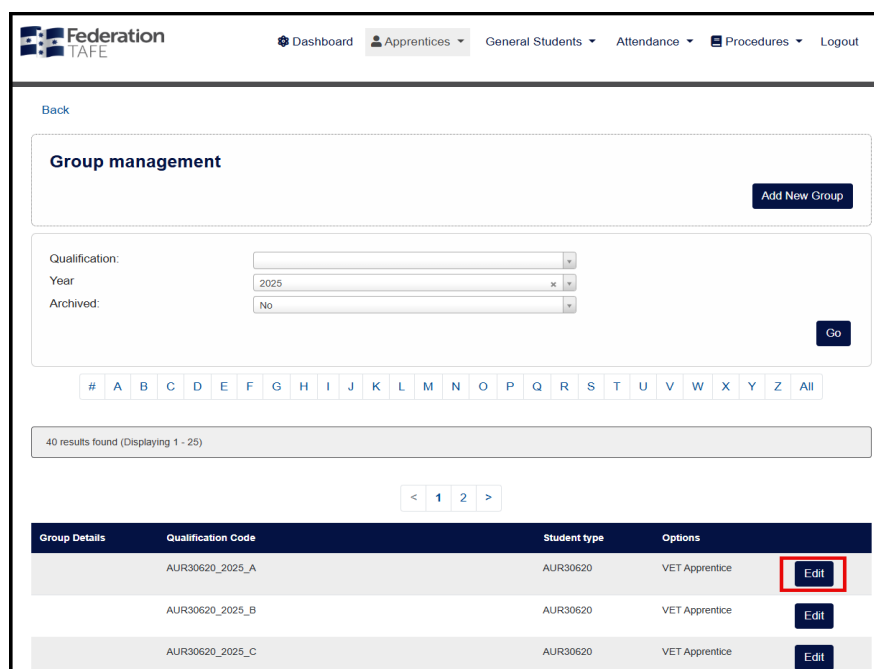 Federation
TAFE
Dashboard Apprentices General Students Attendance Procedures Logout
Back
Group management
Add New Group
Qualification:
Year 2025
Archived: No
Go
# A B C D E F G H I J K L M N O P Q R S T U V W X Y Z All
40 results found (Displaying 1 - 25)
< 1 2 >
Group Details Qualification Code Student type Options
AUR30620_2025_A AUR30620 VET Apprentice Edit
AUR30620_2025_B AUR30620 VET Apprentice Edit
AUR30620_2025_C AUR30620 VET Apprentice Edit